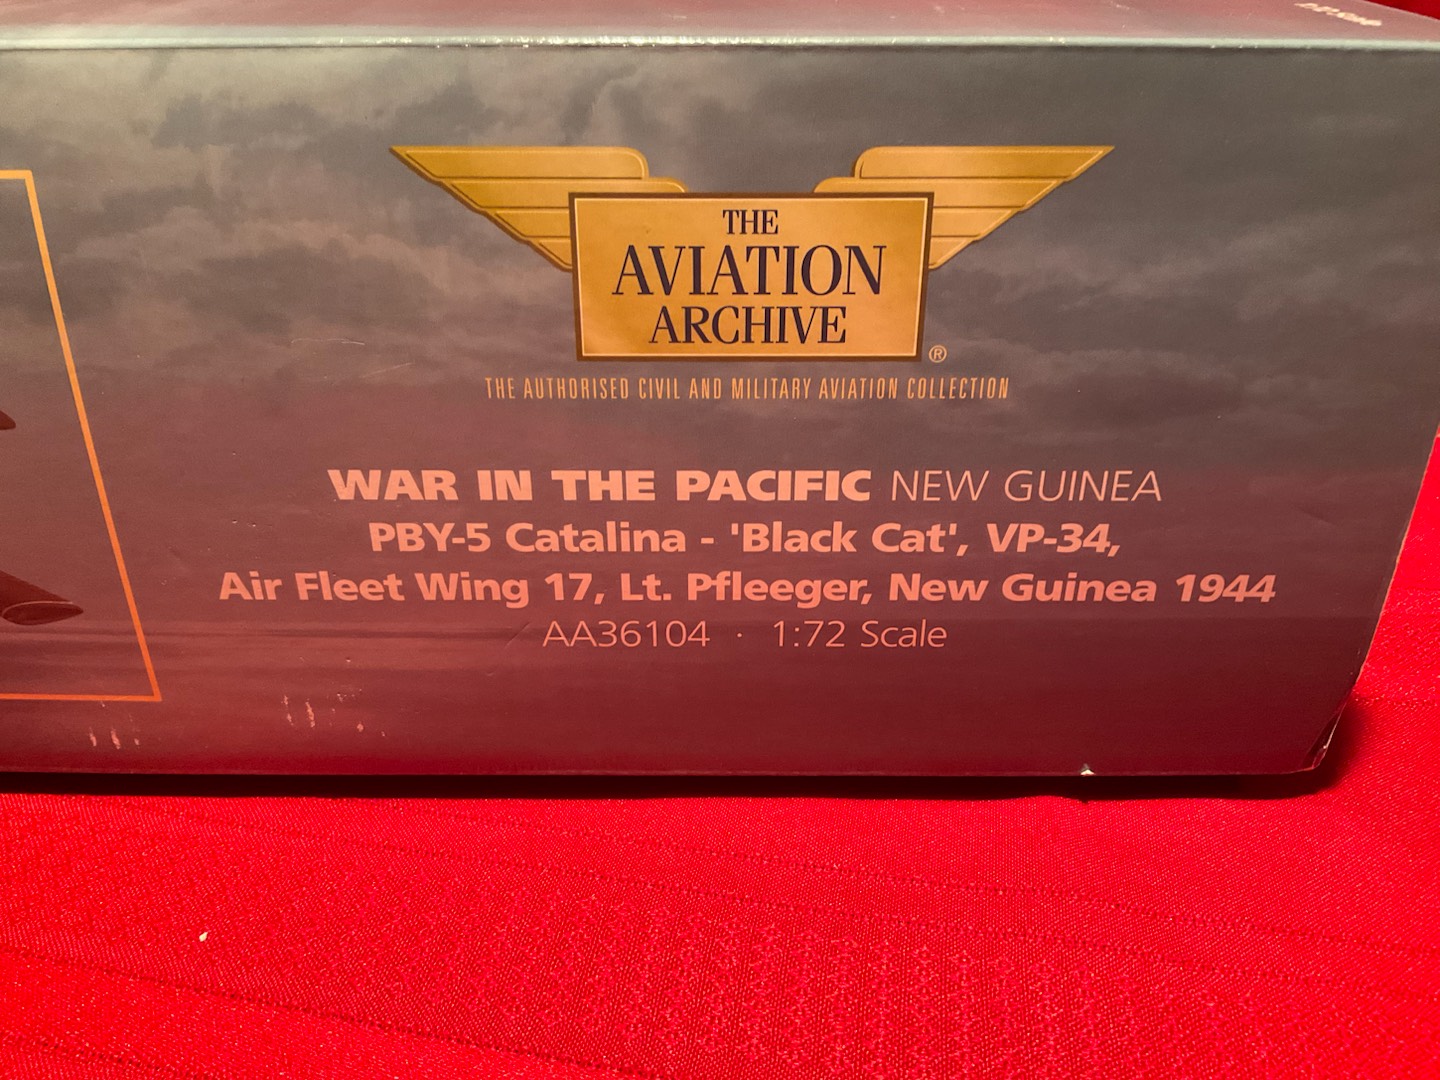 THE
AVIATION
ARCHIVE
®
THE AUTHORISED CIVIL AND MILITARY AVIATION COLLECTION
WAR IN THE PACIFIC NEW GUINEA
PBY-5 Catalina - 'Black Cat', VP-34,
Air Fleet Wing 17, Lt. Pfleeger, New Guinea 1944
AA36104 · 1:72 Scale